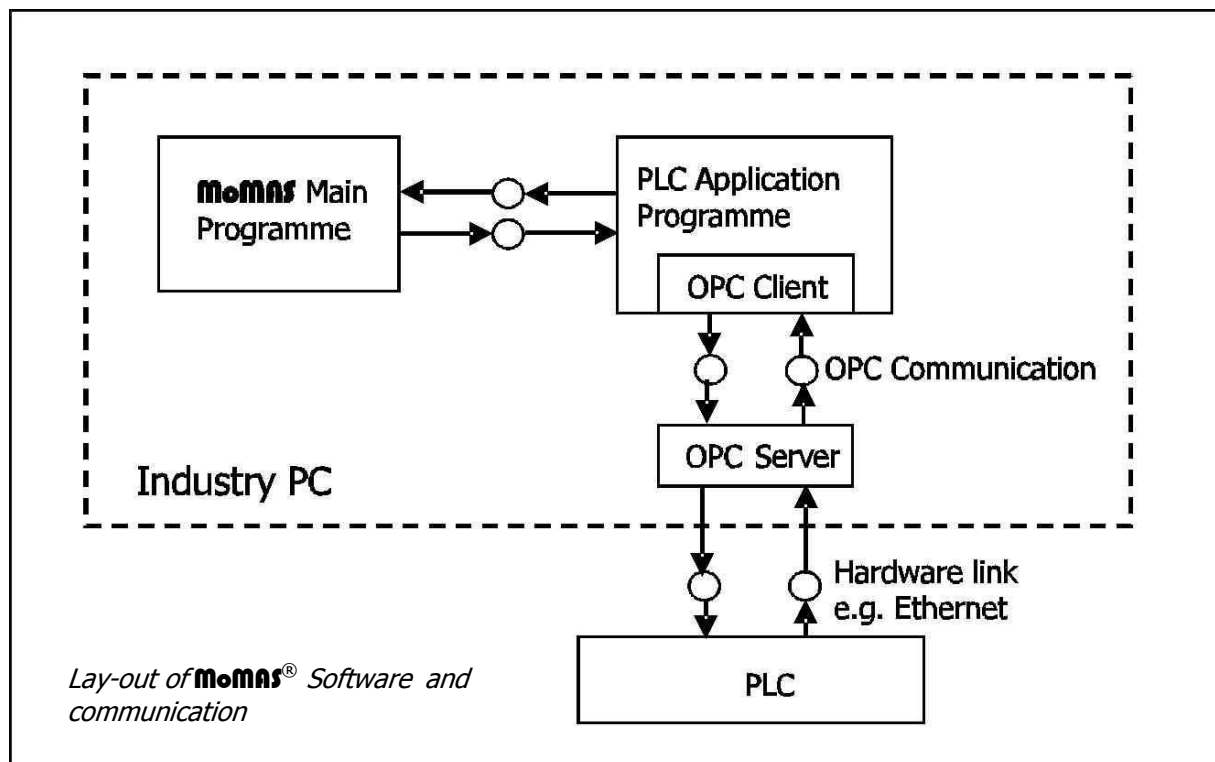 MoMAS Main
Programme
PLC Application
Programme
OPC Client
OPC Communication
OPC Server
Industry PC
Hardware link
e.g. Ethernet
PLC
Lay-out of MoMAS® Software and
communication